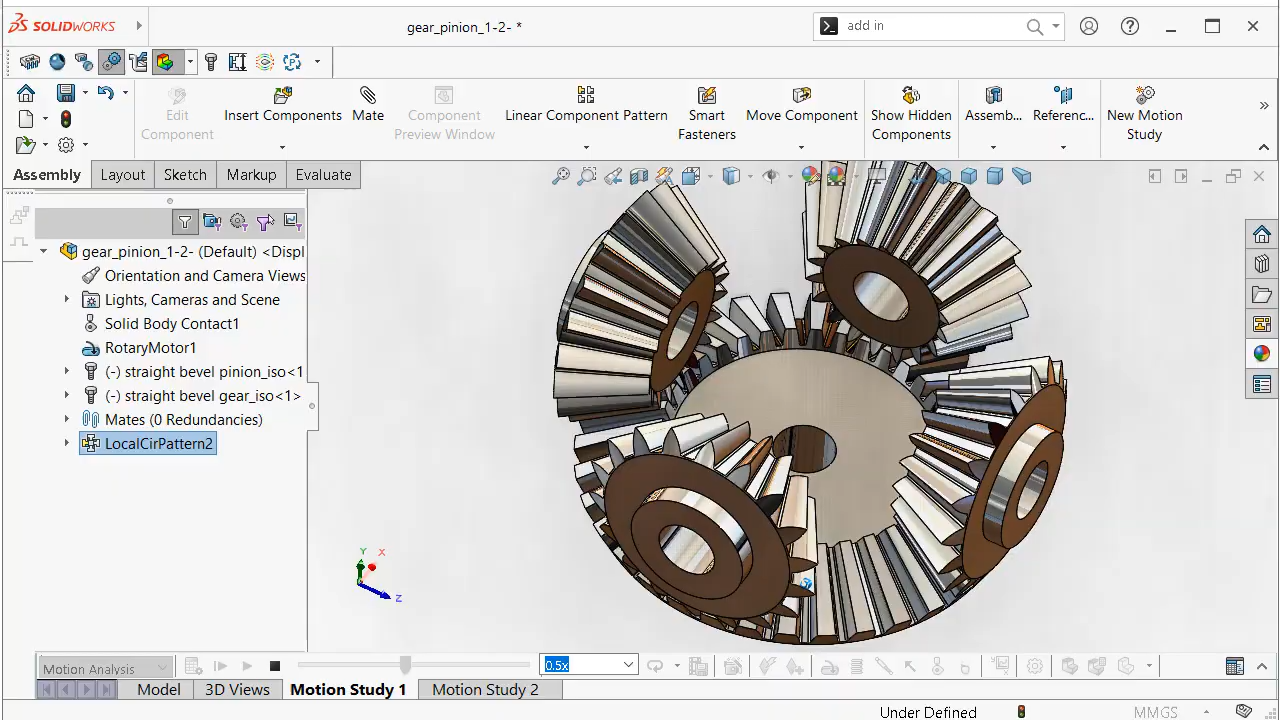 SOLIDWORKS
gear_pinion_1-2- *
add in
Edit
Component
Insert Components
Mate
Component
Preview Window
Linear Component Pattern
Smart
Fasteners
Move Component
Show Hidden
Components
Assemb...
Referenc...
New Motion
Study
Assembly
Layout
Sketch
Markup
Evaluate
gear_pinion_1-2- (Default) <Displ
Orientation and Camera Views
Lights, Cameras and Scene
Solid Body Contact1
RotaryMotor1
(-) straight bevel pinion_iso<1
(-) straight bevel gear_iso<1>
Mates (0 Redundancies)
LocalCirPattern2
Y
X
Z
Motion Analysis
0.5x
Model
3D Views
Motion Study 1
Motion Study 2
Under Defined
MMGS